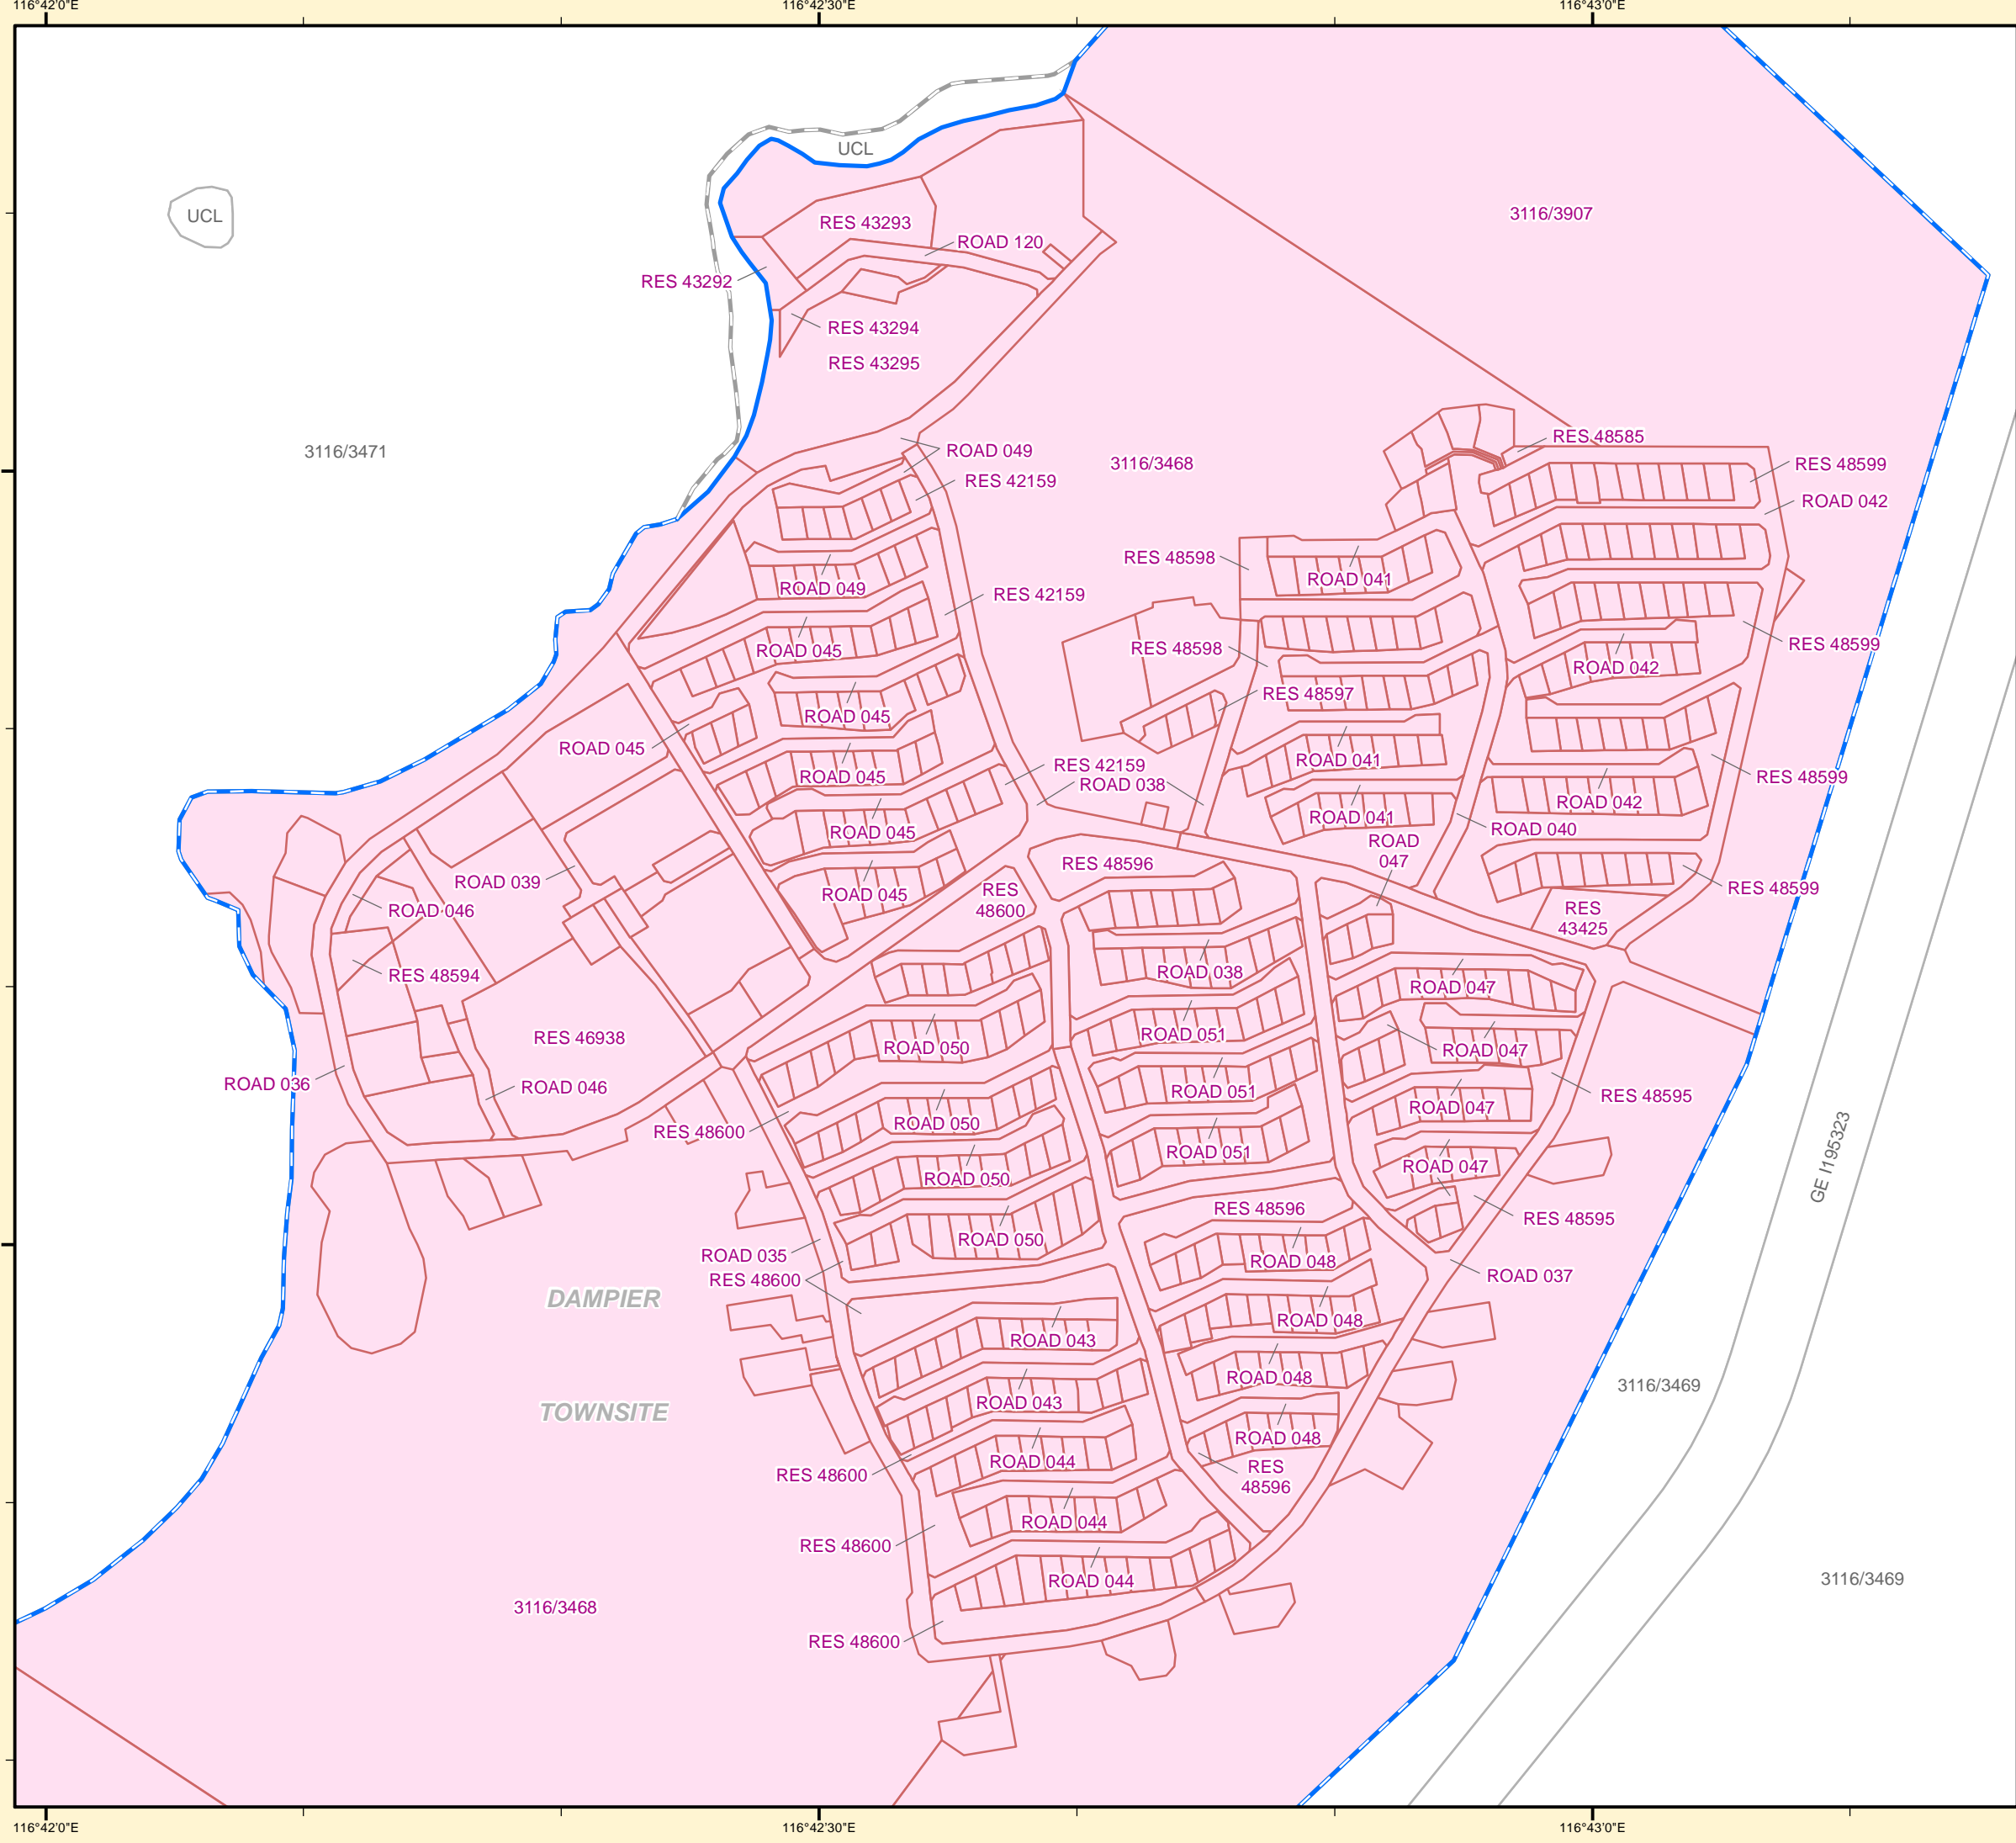 116°42'0"E
116°42'30"E
116°43'0"E
UCL
UCL
RES 43293
3116/3907
ROAD 120
RES 43292
RES 43294
RES 43295
RES 48585
3116/3471
ROAD 049
3116/3468
RES 48599
RES 42159
ROAD 042
RES 48598
ROAD 041
ROAD 049
RES 42159
RES 48599
RES 48598
ROAD 045
ROAD 042
RES 48597
ROAD 045
ROAD 045
ROAD 041
RES 42159
ROAD 045
RES 48599
ROAD 038
ROAD 042
ROAD 041
ROAD 045
ROAD 040
ROAD
047
RES 48596
ROAD 039
RES 48599
ROAD 045
RES
48600
ROAD 046
RES
43425
RES 48594
ROAD 038
ROAD 047
RES 46938
ROAD 051
ROAD 050
ROAD 047
ROAD 036
ROAD 046
ROAD 051
RES 48595
ROAD 047
ROAD 050
RES 48600
ROAD 051
GE I195323
ROAD 047
ROAD 050
RES 48596
RES 48595
ROAD 050
ROAD 035
ROAD 048
ROAD 037
RES 48600
DAMPIER
ROAD 048
ROAD 043
ROAD 048
3116/3469
ROAD 043
TOWNSITE
ROAD 048
ROAD 044
RES
48596
RES 48600
ROAD 044
RES 48600
ROAD 044
3116/3469
3116/3468
RES 48600
116°42'0"E
116°42'30"E
116°43'0"E